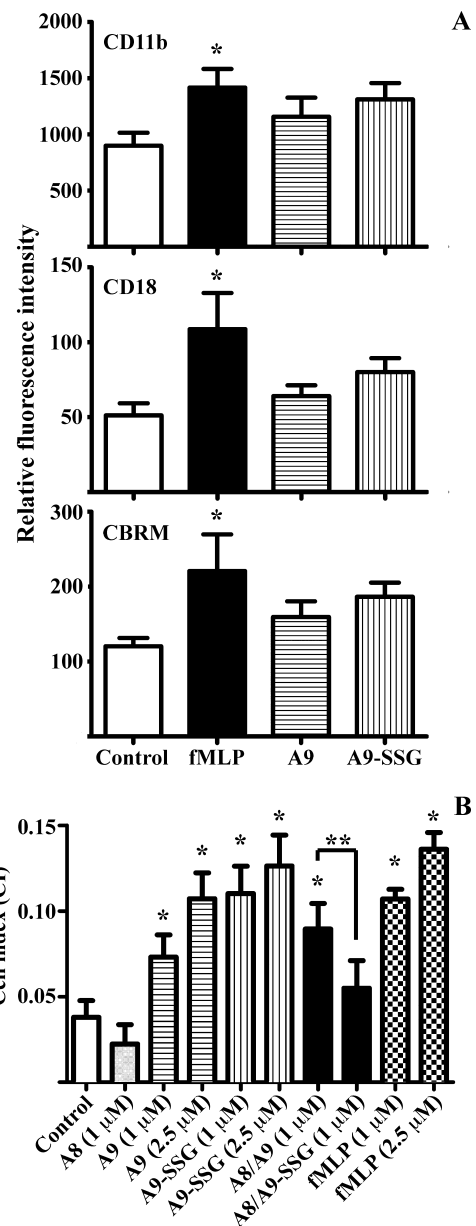 A
2000
CD11b
*
1500
1000
500
150
CD18
*
100
50
Relative fluorescence intensity
300
CBRM
*
200
100
Control fMLP A9 A9-SSG
B
0.15
* * * * * ** * *
0.10
0.05
Index (CI)
Control
A8 (1 µM)
A9 (1 µM)
A9 (2.5 µM)
A9-SSG (1 µM)
A9-SSG (2.5 µM)
A8/A9 (1 µM)
A8/A9-SSG (1 µM)
fMLP (1 µM)
fMLP (2.5 µM)